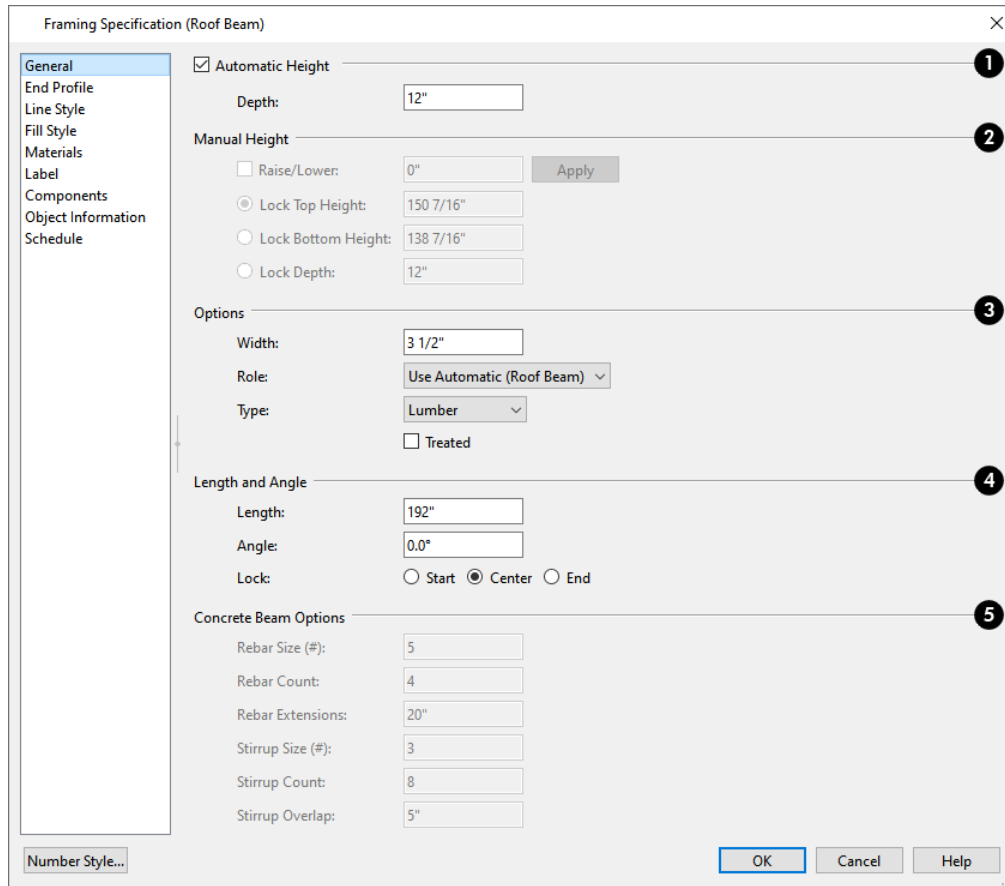 Framing Specification (Roof Beam)
General
End Profile
Line Style
Fill Style
Materials
Label
Components
Object Information
Schedule
Automatic Height 1
Depth: 12"
Manual Height 2
Raise/Lower: 0" Apply
Lock Top Height: 150 7/16"
Lock Bottom Height: 138 7/16"
Lock Depth: 12"
Options 3
Width: 3 1/2"
Role: Use Automatic (Roof Beam)
Type: Lumber
Treated
Length and Angle 4
Length: 192"
Angle: 0.0°
Lock: Start Center End
Concrete Beam Options 5
Rebar Size (#): 5
Rebar Count: 4
Rebar Extensions: 20"
Stirrup Size (#): 3
Stirrup Count: 8
Stirrup Overlap: 5"
Number Style... OK Cancel Help